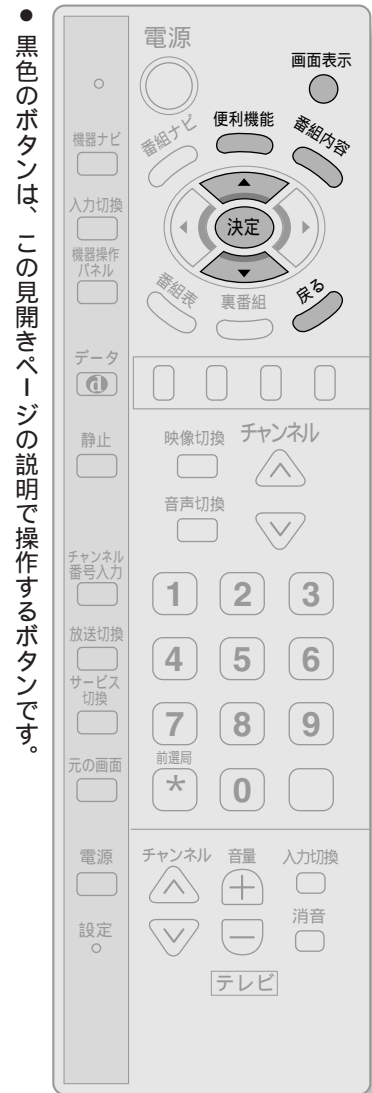 ● 黒色のボタンは、この見開きページの説明で操作するボタンです。
電源
画面表示
機器ナビ
番組ナビ
便利機能
番組内容
入力切換
決定
機器操作
パネル
番組表
裏番組
戻る
データ
d
静止
映像切換
チャンネル
音声切換
チャンネル
番号入力
1
2
3
放送切換
4
5
6
サービス
切換
7
8
9
元の画面
前選局
*
0
電源
チャンネル
音量
入力切換
+
設定
消音
−
テレビ